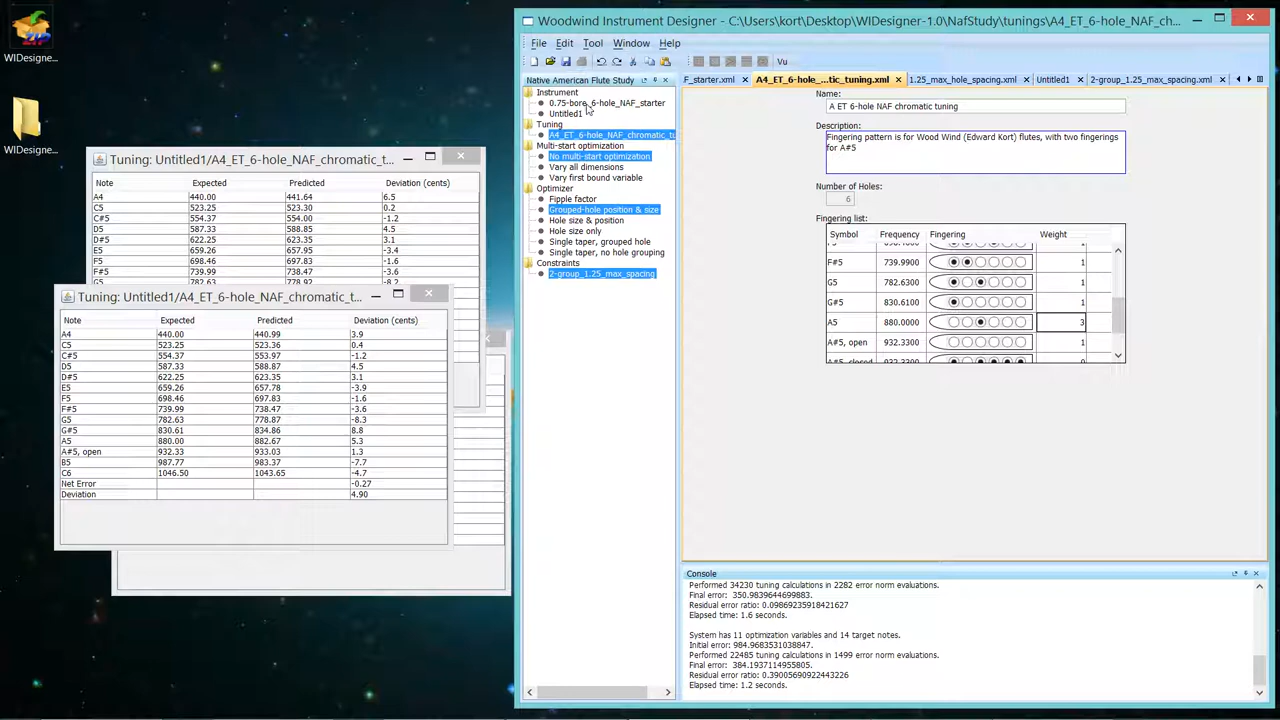 WIDesigne...
WIDesigne...
Woodwind Instrument Designer - C:\Users\kort\Desktop\WIDesigner-1.0\NafStudy\tunings\A4_ET_6-hole_NAF_ch...
File Edit Tool Window Help
Vu
Native American Flute Study
Instrument
0.75-bore_6-hole_NAF_starter
Untitled1
Tuning
A4_ET_6-hole_NAF_chromatic_tu
Multi-start optimization
No multi-start optimization
Vary all dimensions
Vary first bound variable
Optimizer
Fipple factor
Grouped-hole position & size
Hole size & position
Hole size only
Single taper, grouped hole
Single taper, no hole grouping
Constraints
2-group_1.25_max_spacing
F_starter.xml A4_ET_6-hole_...tic_tuning.xml 1.25_max_hole_spacing.xml Untitled1 2-group_1.25_max_spacing.xml
Name:
A ET 6-hole NAF chromatic tuning
Description:
Fingering pattern is for Wood Wind (Edward Kort) flutes, with two fingerings
for A#5
Number of Holes:
6
Fingering list:
Symbol Frequency Fingering Weight
F#5 739.9900 1
G5 782.6300 1
G#5 830.6100 1
A5 880.0000 3
A#5, open 932.3300 1
A#5, closed 932.3300 0
Console
Performed 34230 tuning calculations in 2282 error norm evaluations.
Final error: 350.9839644699883.
Residual error ratio: 0.09869235918421627
Elapsed time: 1.6 seconds.
System has 11 optimization variables and 14 target notes.
Initial error: 984.9683531038847.
Performed 22485 tuning calculations in 1499 error norm evaluations.
Final error: 384.1937114955805.
Residual error ratio: 0.39005690922443226
Elapsed time: 1.2 seconds.
Tuning: Untitled1/A4_ET_6-hole_NAF_chromatic_t...
Note Expected Predicted Deviation (cents)
A4 440.00 441.64 6.5
C5 523.25 523.30 0.2
C#5 554.37 554.00 -1.2
D5 587.33 588.85 4.5
D#5 622.25 623.35 3.1
E5 659.26 657.95 -3.4
F5 698.46 697.83 -1.6
F#5 739.99 738.47 -3.6
G5 782.63 778.92 -8.2
Tuning: Untitled1/A4_ET_6-hole_NAF_chromatic_t...
Note Expected Predicted Deviation (cents)
A4 440.00 440.99 3.9
C5 523.25 523.36 0.4
C#5 554.37 553.97 -1.2
D5 587.33 588.87 4.5
D#5 622.25 623.35 3.1
E5 659.26 657.78 -3.9
F5 698.46 697.83 -1.6
F#5 739.99 738.47 -3.6
G5 782.63 778.87 -8.3
G#5 830.61 834.86 8.8
A5 880.00 882.67 5.3
A#5, open 932.33 933.03 1.3
B5 987.77 983.37 -7.7
C6 1046.50 1043.65 -4.7
Net Error -0.27
Deviation 4.90